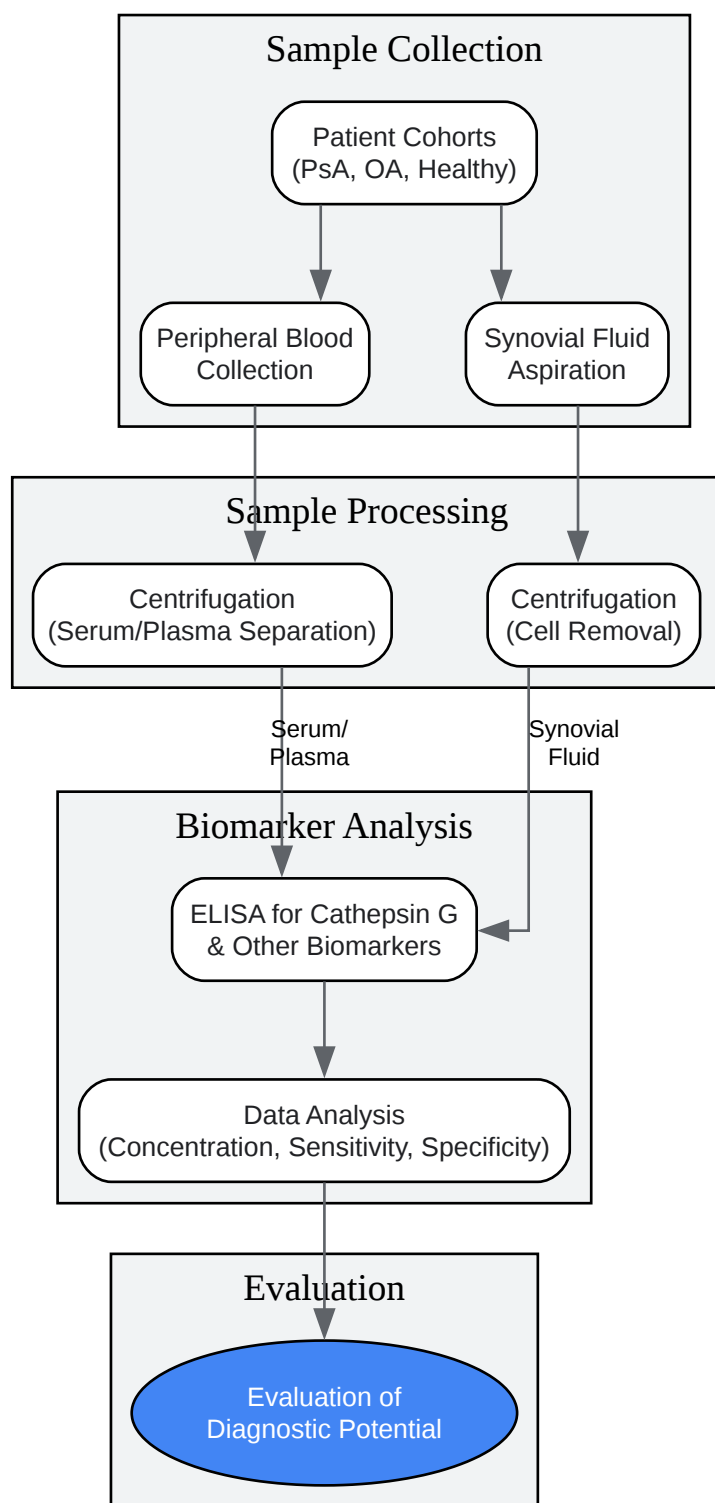 Sample Collection
Patient Cohorts
(PsA, OA, Healthy)
Peripheral Blood
Collection
Synovial Fluid
Aspiration
Sample Processing
Centrifugation
(Serum/Plasma Separation)
Centrifugation
(Cell Removal)
Serum/
Plasma
Synovial
Fluid
Biomarker Analysis
ELISA for Cathepsin G
& Other Biomarkers
Data Analysis
(Concentration, Sensitivity, Specificity)
Evaluation
Evaluation of
Diagnostic Potential